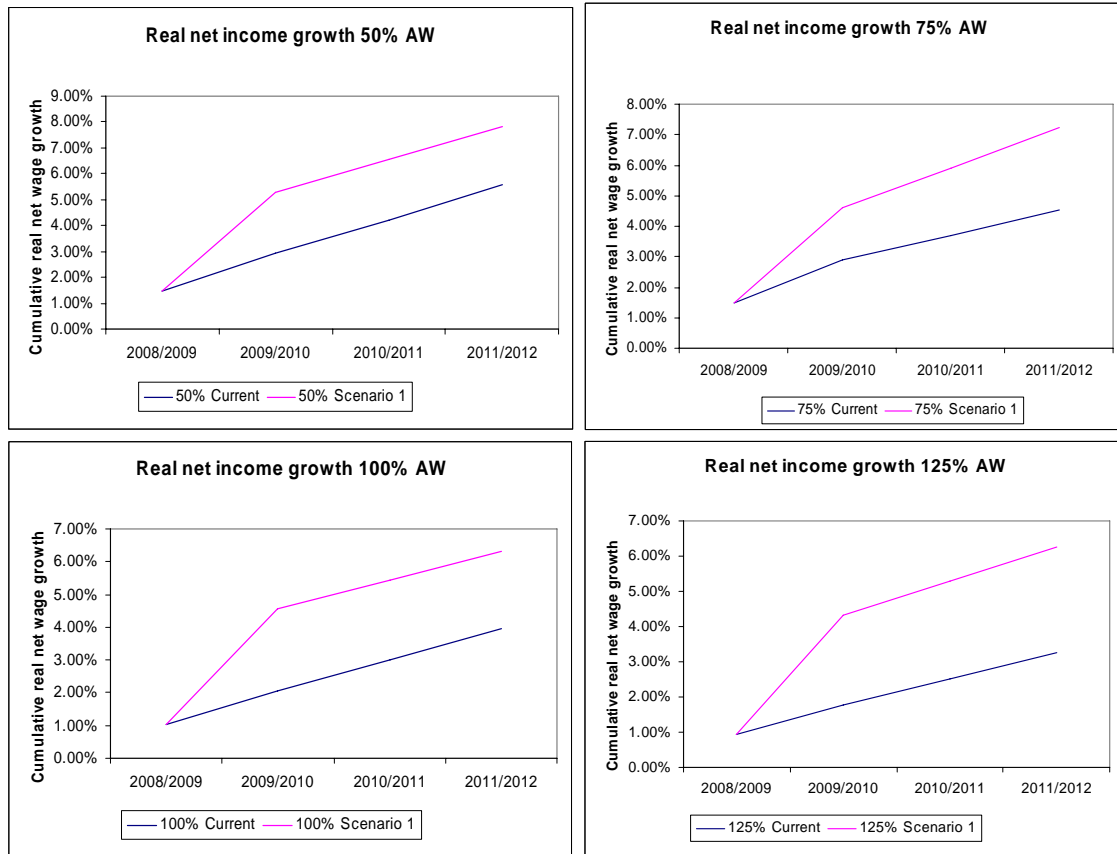 Real net income growth 50% AW
Cumulative real net wage growth
9.00%
8.00%
7.00%
6.00%
5.00%
4.00%
3.00%
2.00%
1.00%
0.00%
2008/2009 2009/2010 2010/2011 2011/2012
50% Current 50% Scenario 1
Real net income growth 75% AW
Cumulative real net wage growth
8.00%
7.00%
6.00%
5.00%
4.00%
3.00%
2.00%
1.00%
0.00%
2008/2009 2009/2010 2010/2011 2011/2012
75% Current 75% Scenario 1
Real net income growth 100% AW
Cumulative real net wage growth
7.00%
6.00%
5.00%
4.00%
3.00%
2.00%
1.00%
0.00%
2008/2009 2009/2010 2010/2011 2011/2012
100% Current 100% Scenario 1
Real net income growth 125% AW
Cumulative real net wage growth
7.00%
6.00%
5.00%
4.00%
3.00%
2.00%
1.00%
0.00%
2008/2009 2009/2010 2010/2011 2011/2012
125% Current 125% Scenario 1